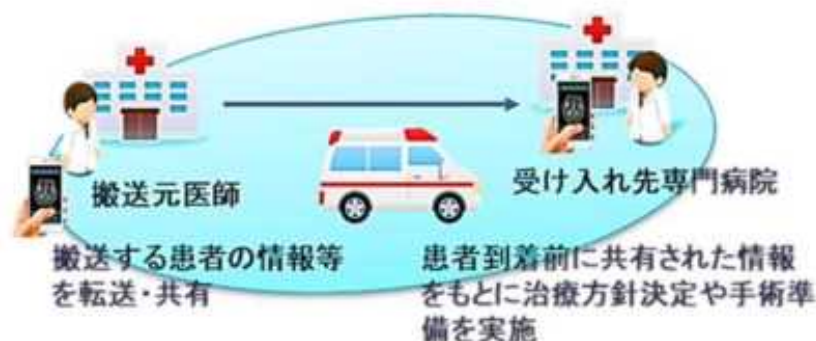 搬送元医師
受け入れ先専門病院
搬送する患者の情報等
を転送・共有
患者到着前に共有された情報
をもとに治療方針決定や手術準
備を実施